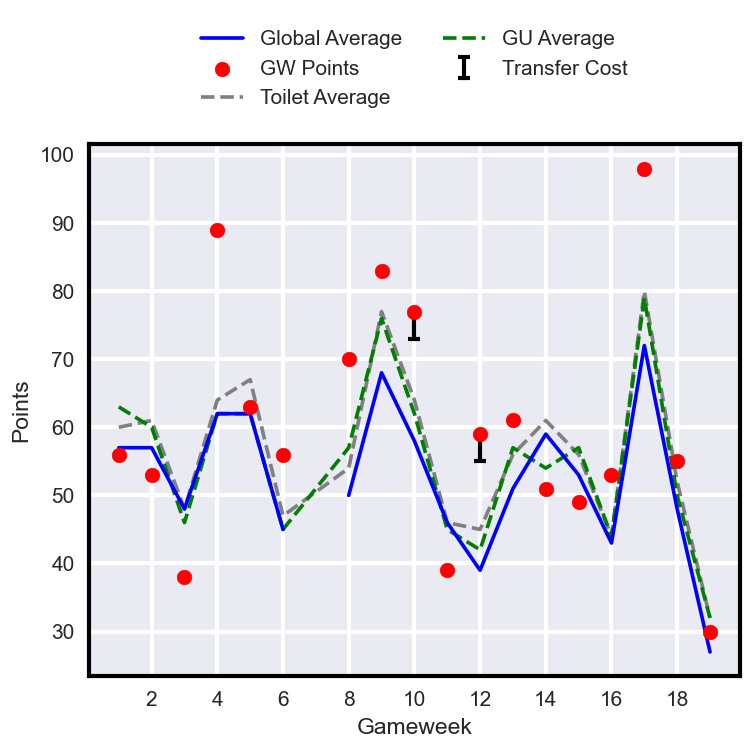 Global Average
GW Points
Toilet Average
GU Average
Transfer Cost
100
90
80
70
60
50
40
30
Points
2 4 6 8 10 12 14 16 18
Gameweek